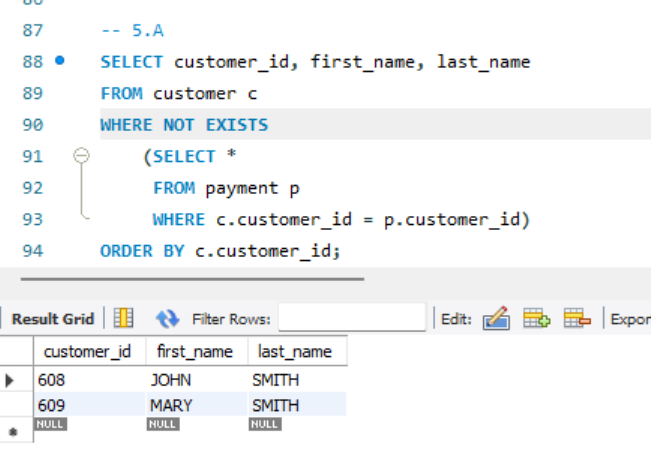 87 -- 5.A
88 SELECT customer_id, first_name, last_name
89 FROM customer c
90 WHERE NOT EXISTS
91 (SELECT *
92 FROM payment p
93 WHERE c.customer_id = p.customer_id)
94 ORDER BY c.customer_id;
Result Grid Filter Rows: Edit: Expor
customer_id first_name last_name
608 JOHN SMITH
609 MARY SMITH
NULL NULL NULL